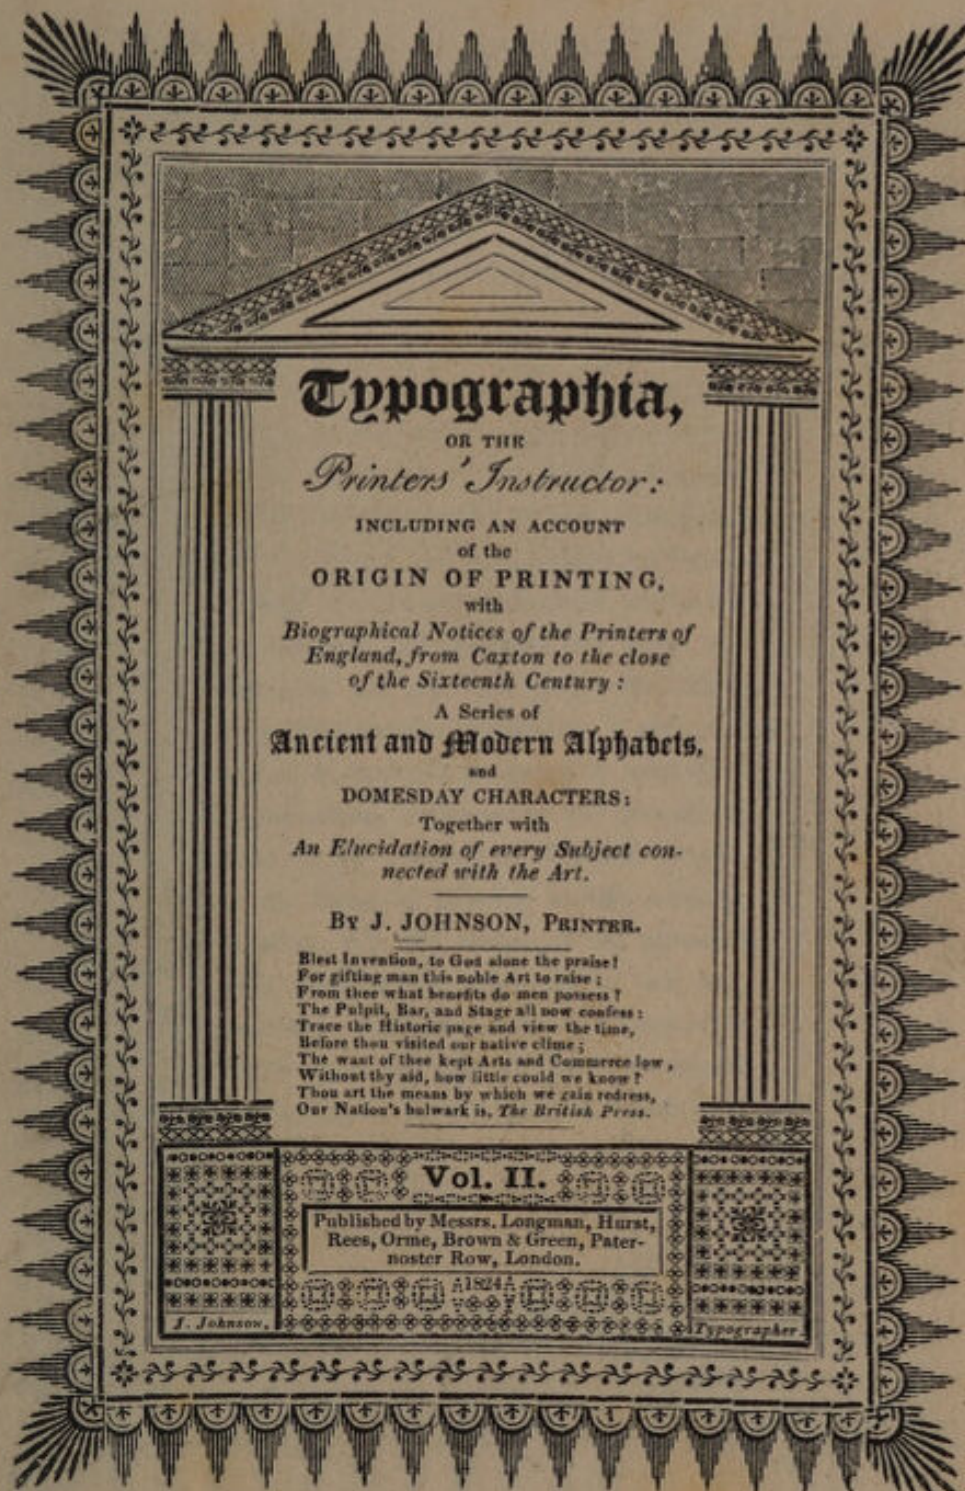 Typographia,
OR THE
Printers' Instructor:
INCLUDING AN ACCOUNT
of the
ORIGIN OF PRINTING,
with
Biographical Notices of the Printers of
England, from Caxton to the close
of the Sixteenth Century:
A Series of
Ancient and Modern Alphabets,
and
DOMESDAY CHARACTERS:
Together with
An Elucidation of every Subject con-
nected with the Art.
BY J. JOHNSON, PRINTER.
Blest Invention, to God alone the praise!
For gifting man this noble Art to raise;
From thee what benefits do men possess?
The Pulpit, Bar, and Stage all now confess:
Trace the Historic page and view the time,
Before thou visited our native clime;
The want of thee kept Arts and Commerce low,
Without thy aid, how little could we know?
Thou art the means by which we gain redress,
Our Nation's bulwark is, The British Press.
Vol. II.
Published by Messrs. Longman, Hurst,
Rees, Orme, Brown & Green, Pater-
noster Row, London.
1824
J. Johnson,
Typographer